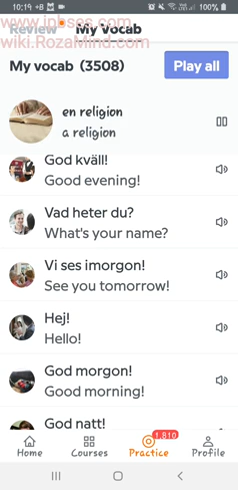 10:19
100%
www.inhses.com
Review
My Vocab
wiki.RozaMind.com
My vocab (3508)
Play all
en religion
a religion
God kväll!
Good evening!
Vad heter du?
What's your name?
Vi ses imorgon!
See you tomorrow!
Hej!
Hello!
God morgon!
Good morning!
God natt!
1,810
Home
Courses
Practice
Profile